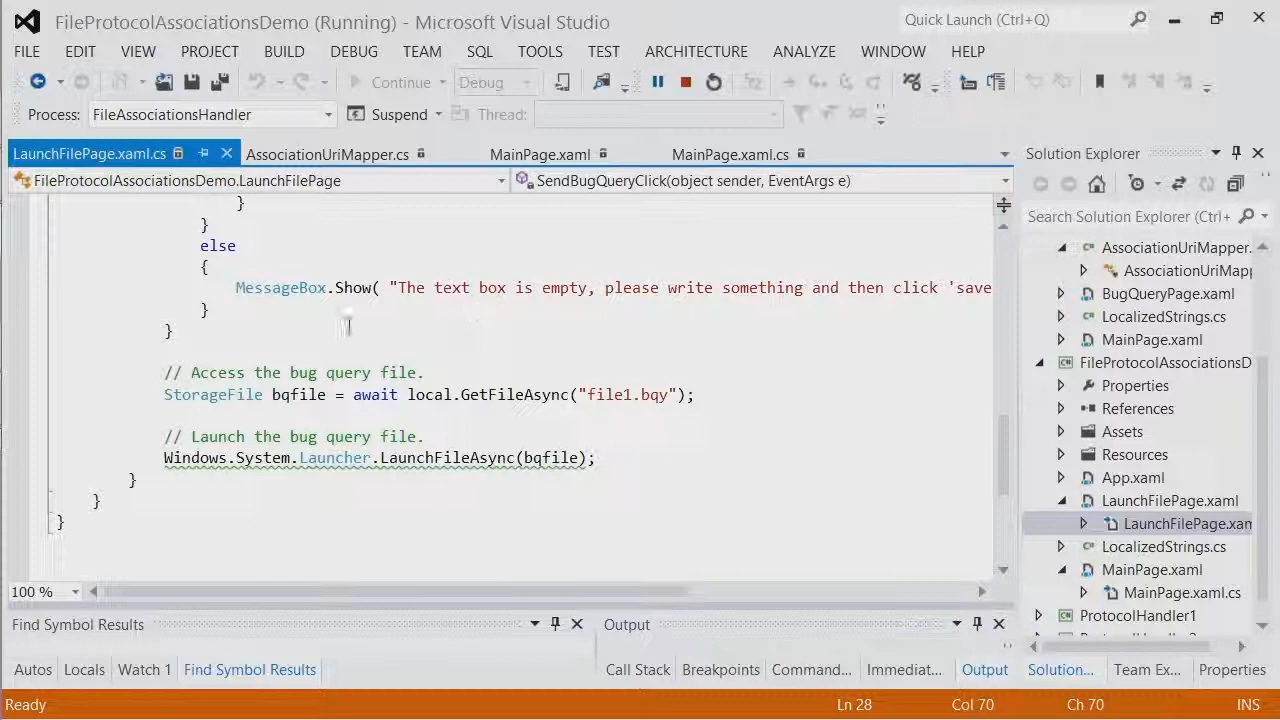 FileProtocolAssociationsDemo (Running) - Microsoft Visual Studio
Quick Launch (Ctrl+Q)
FILE EDIT VIEW PROJECT BUILD DEBUG TEAM SQL TOOLS TEST ARCHITECTURE ANALYZE WINDOW HELP
Continue Debug
Process: FileAssociationsHandler Suspend Thread:
LaunchFilePage.xaml.cs AssociationUriMapper.cs MainPage.xaml MainPage.xaml.cs
FileProtocolAssociationsDemo.LaunchFilePage SendBugQueryClick(object sender, EventArgs e)
}
}
else
{
MessageBox.Show( "The text box is empty, please write something and then click 'save
}
}
// Access the bug query file.
StorageFile bqfile = await local.GetFileAsync("file1.bqy");
// Launch the bug query file.
Windows.System.Launcher.LaunchFileAsync(bqfile);
}
}
}
100 %
Solution Explorer
Search Solution Explorer (Ctrl+
AssociationUriMapper.
AssociationUriMapp
BugQueryPage.xaml
LocalizedStrings.cs
MainPage.xaml
FileProtocolAssociationsD
Properties
References
Assets
Resources
App.xaml
LaunchFilePage.xaml
LaunchFilePage.xam
LocalizedStrings.cs
MainPage.xaml
MainPage.xaml.cs
ProtocolHandler1
Find Symbol Results
Output
Autos Locals Watch 1 Find Symbol Results
Call Stack Breakpoints Command... Immediat... Output
Solution... Team Ex... Properties
Ready Ln 28 Col 70 Ch 70 INS